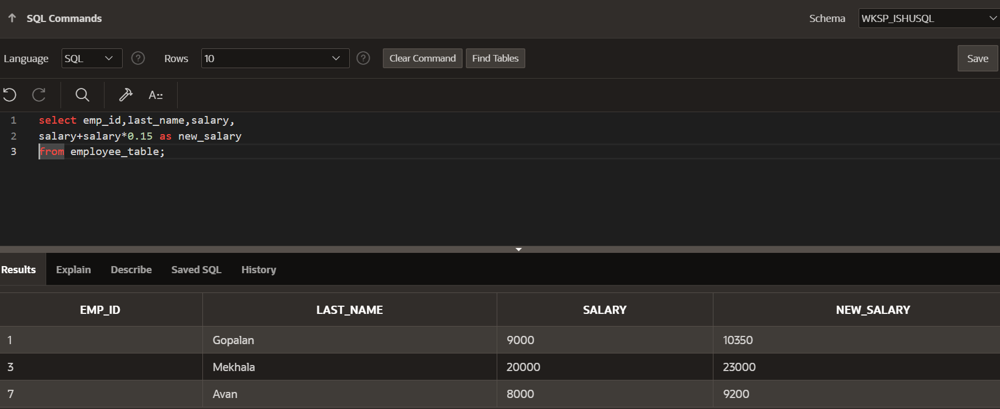 SQL Commands Schema WKSP_ISHUSQL
Language SQL Rows 10 Clear Command Find Tables Save
A::
1 select emp_id,last_name,salary,
2 salary+salary*0.15 as new_salary
3 from employee_table;
Results Explain Describe Saved SQL History
EMP_ID LAST_NAME SALARY NEW_SALARY
1 Gopalan 9000 10350
3 Mekhala 20000 23000
7 Avan 8000 9200